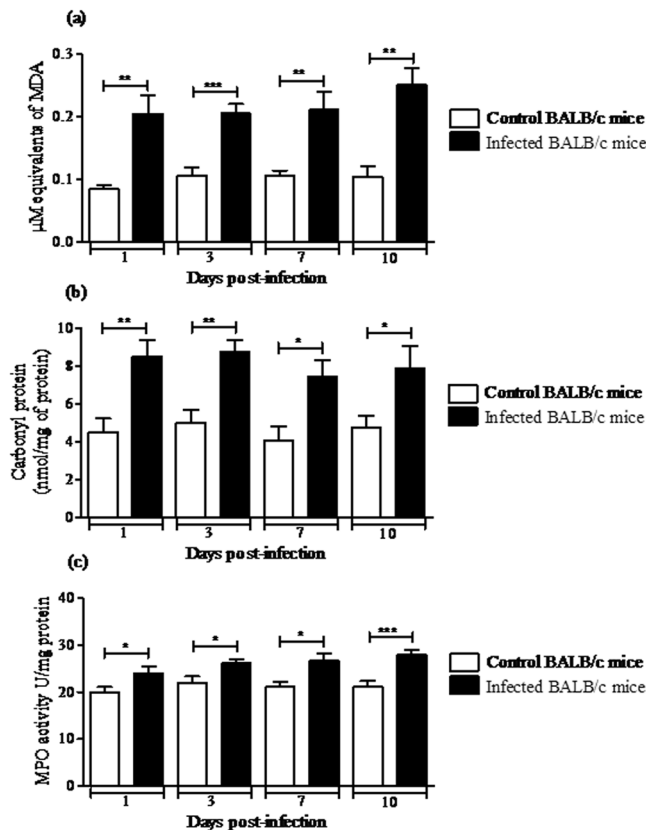 (a)
µM equivalents of MDA
0.3
0.2
0.1
0.0
**
***
**
**
1
3
7
10
Days post-infection
Control BALB/c mice
Infected BALB/c mice
(b)
Carbonyl protein
(nmol/mg of protein)
10
8
6
4
2
0
**
**
*
*
1
3
7
10
Days post-infection
Control BALB/c mice
Infected BALB/c mice
(c)
MPO activity U/mg protein
40
30
20
10
0
*
*
*
***
1
3
7
10
Days post-infection
Control BALB/c mice
Infected BALB/c mice